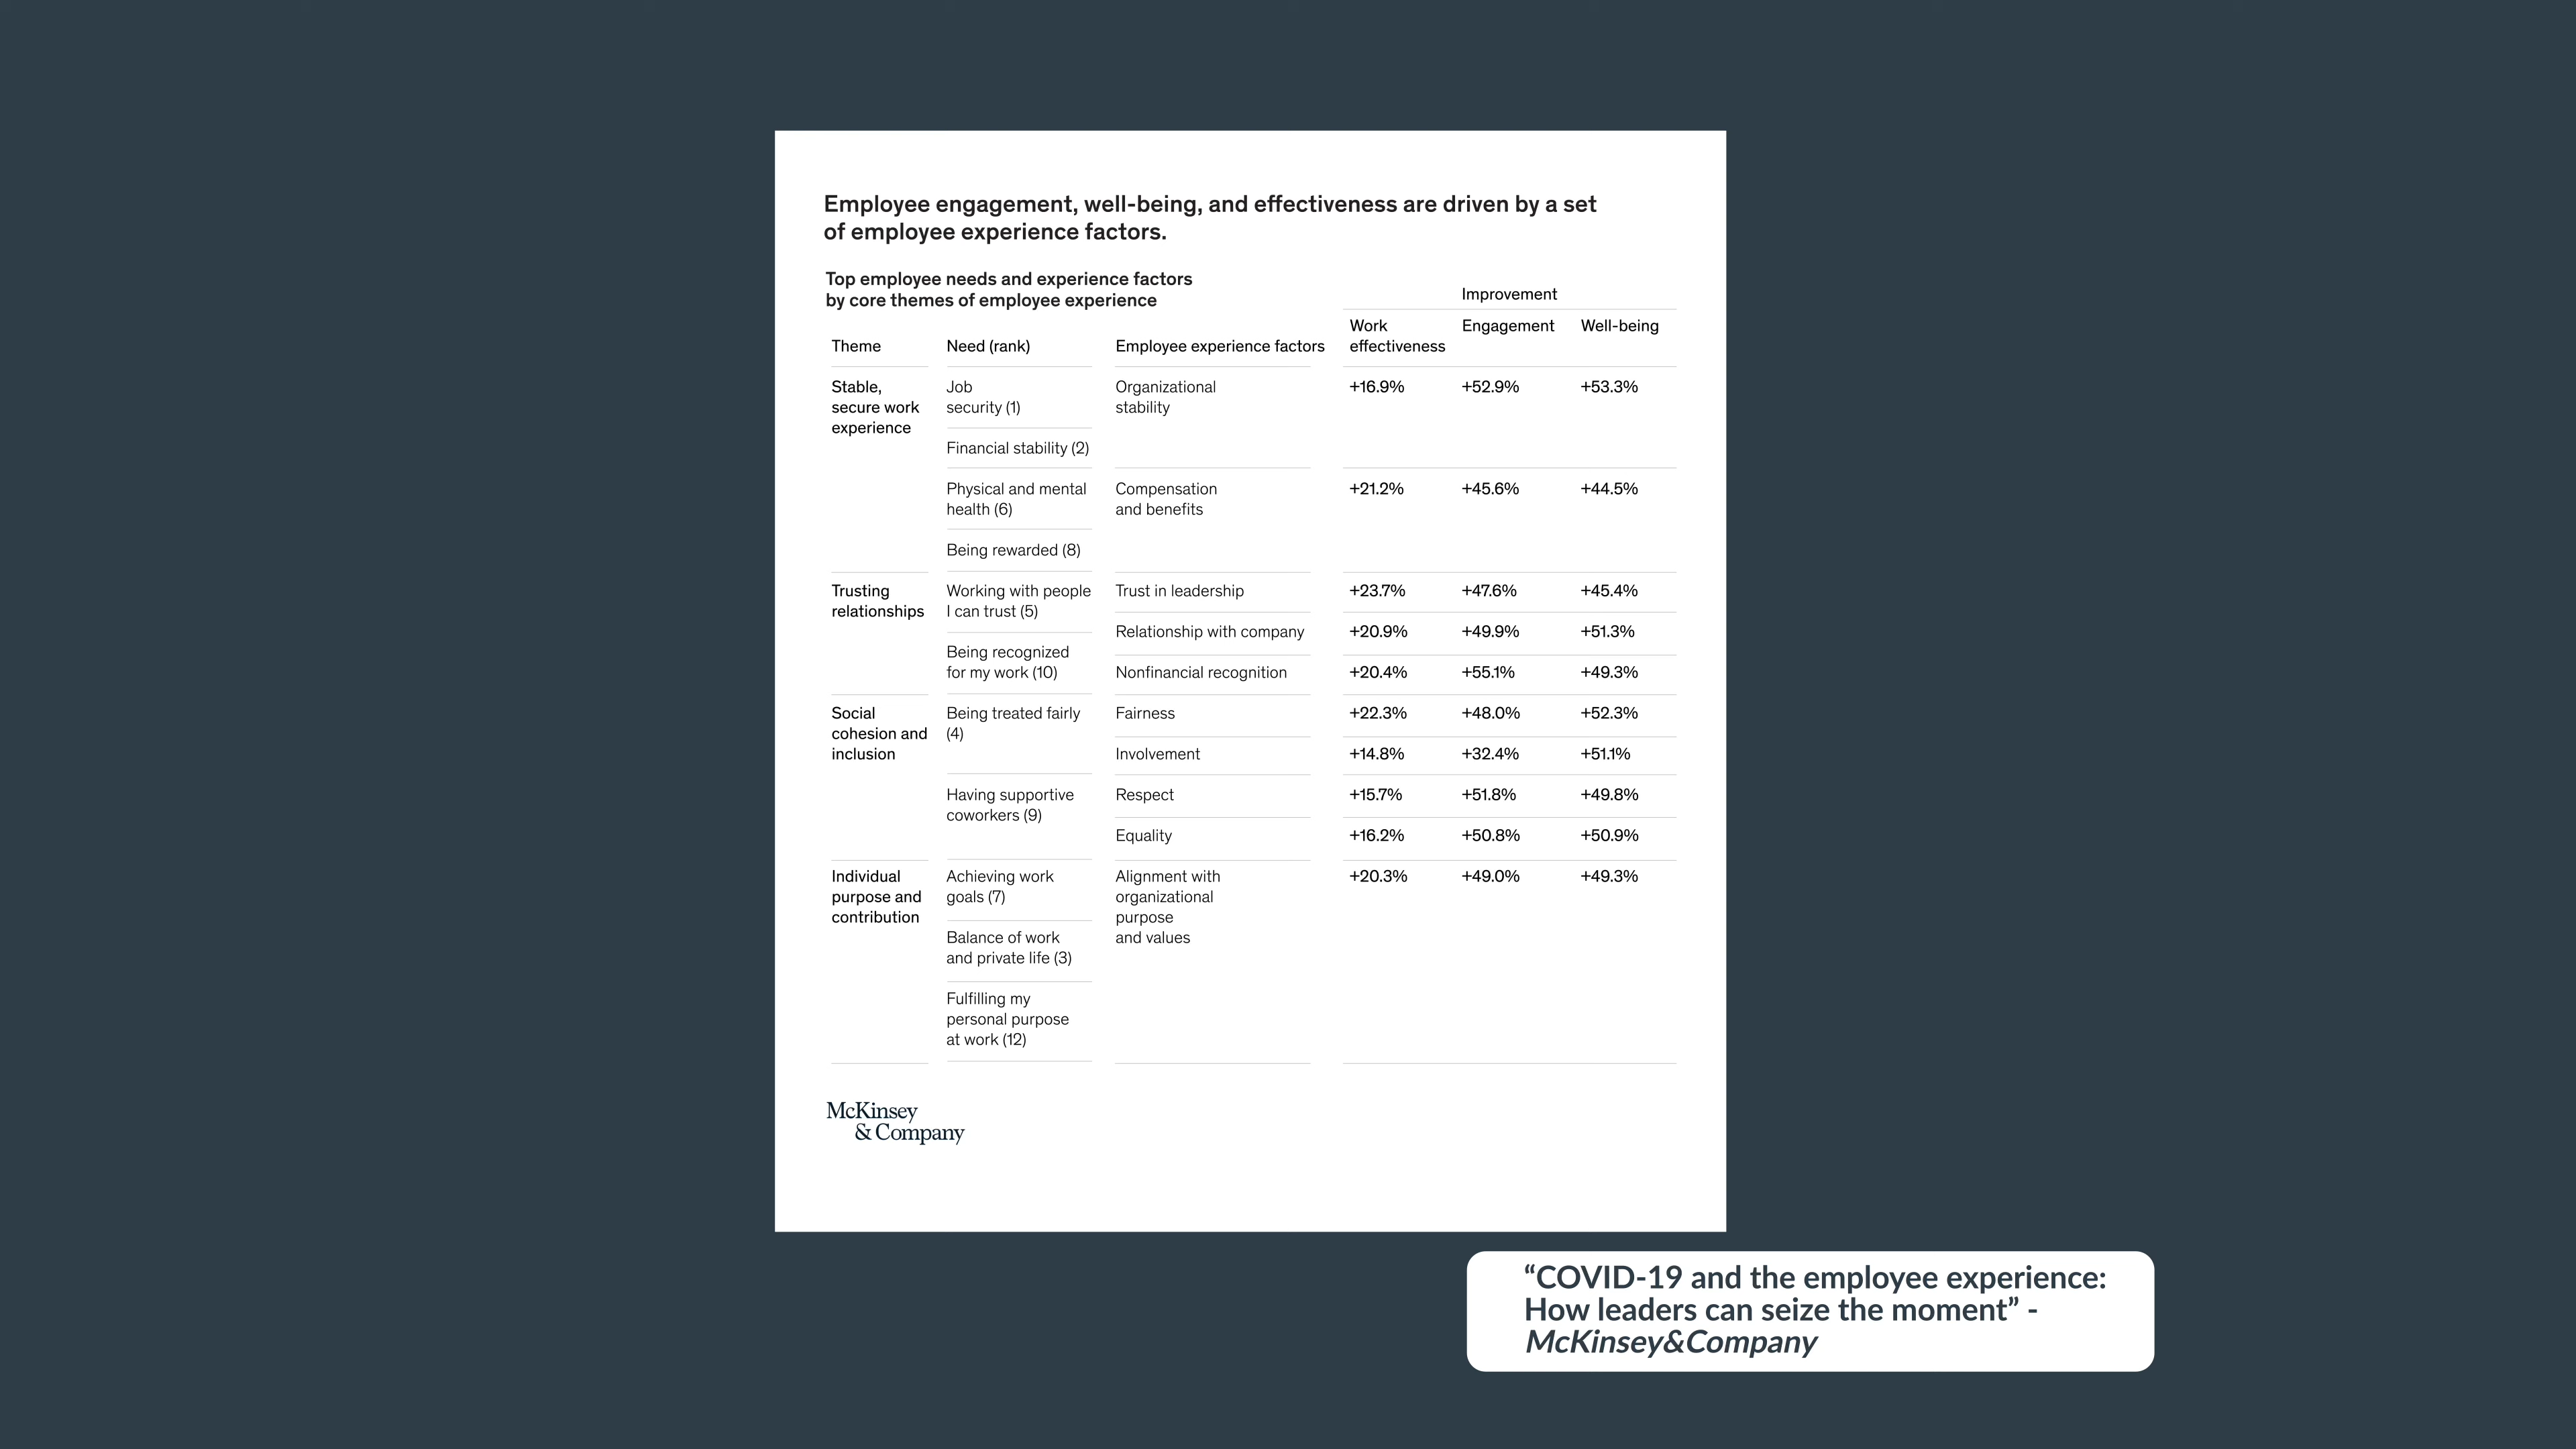 Employee engagement, well-being, and effectiveness are driven by a set
of employee experience factors.
Top employee needs and experience factors
by core themes of employee experience
Improvement
Theme
Need (rank)
Employee experience factors
Work
effectiveness
Engagement
Well-being
Stable,
secure work
experience
Job
security (1)
Organizational
stability
+16.9%
+52.9%
+53.3%
Financial stability (2)
Physical and mental
health (6)
Compensation
and benefits
+21.2%
+45.6%
+44.5%
Being rewarded (8)
Trusting
relationships
Working with people
I can trust (5)
Trust in leadership
+23.7%
+47.6%
+45.4%
Relationship with company
+20.9%
+49.9%
+51.3%
Being recognized
for my work (10)
Nonfinancial recognition
+20.4%
+55.1%
+49.3%
Social
cohesion and
inclusion
Being treated fairly
(4)
Fairness
+22.3%
+48.0%
+52.3%
Involvement
+14.8%
+32.4%
+51.1%
Having supportive
coworkers (9)
Respect
+15.7%
+51.8%
+49.8%
Equality
+16.2%
+50.8%
+50.9%
Individual
purpose and
contribution
Achieving work
goals (7)
Alignment with
organizational
purpose
and values
+20.3%
+49.0%
+49.3%
Balance of work
and private life (3)
Fulfilling my
personal purpose
at work (12)
McKinsey
& Company
“COVID-19 and the employee experience:
How leaders can seize the moment” -
McKinsey&Company